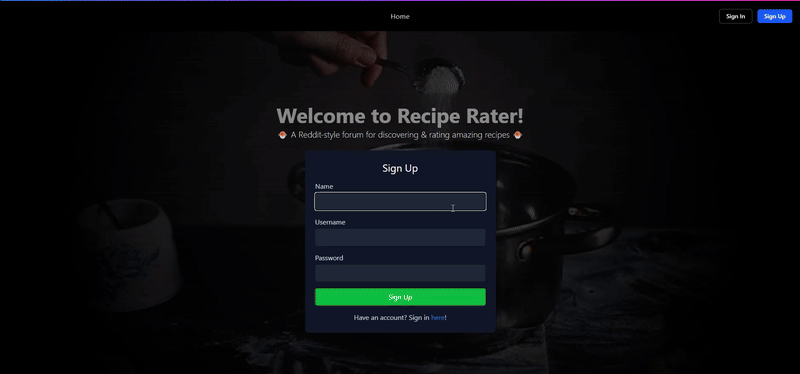 Home
Sign In
Sign Up
Welcome to Recipe Rater!
A Reddit-style forum for discovering & rating amazing recipes
Sign Up
Name
Username
Password
Sign Up
Have an account? Sign in here!